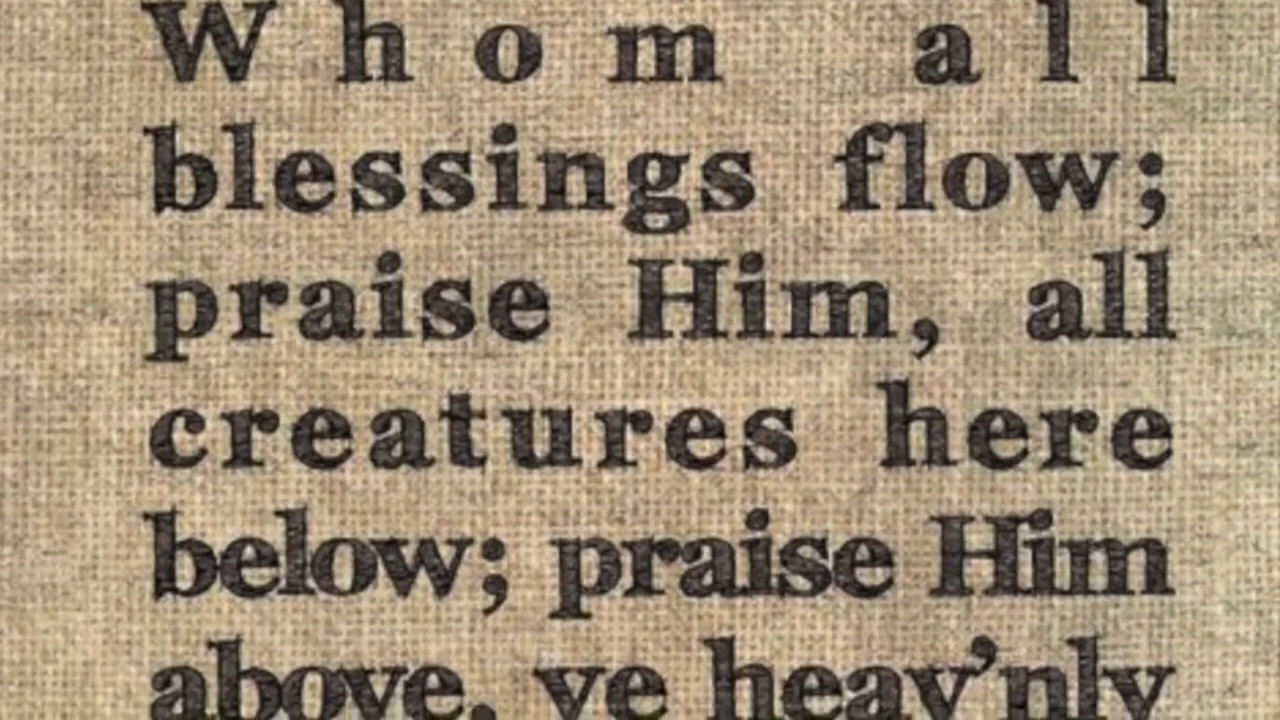 Whom all
blessings flow;
praise Him, all
creatures here
below; praise Him
above, ye heav’nly